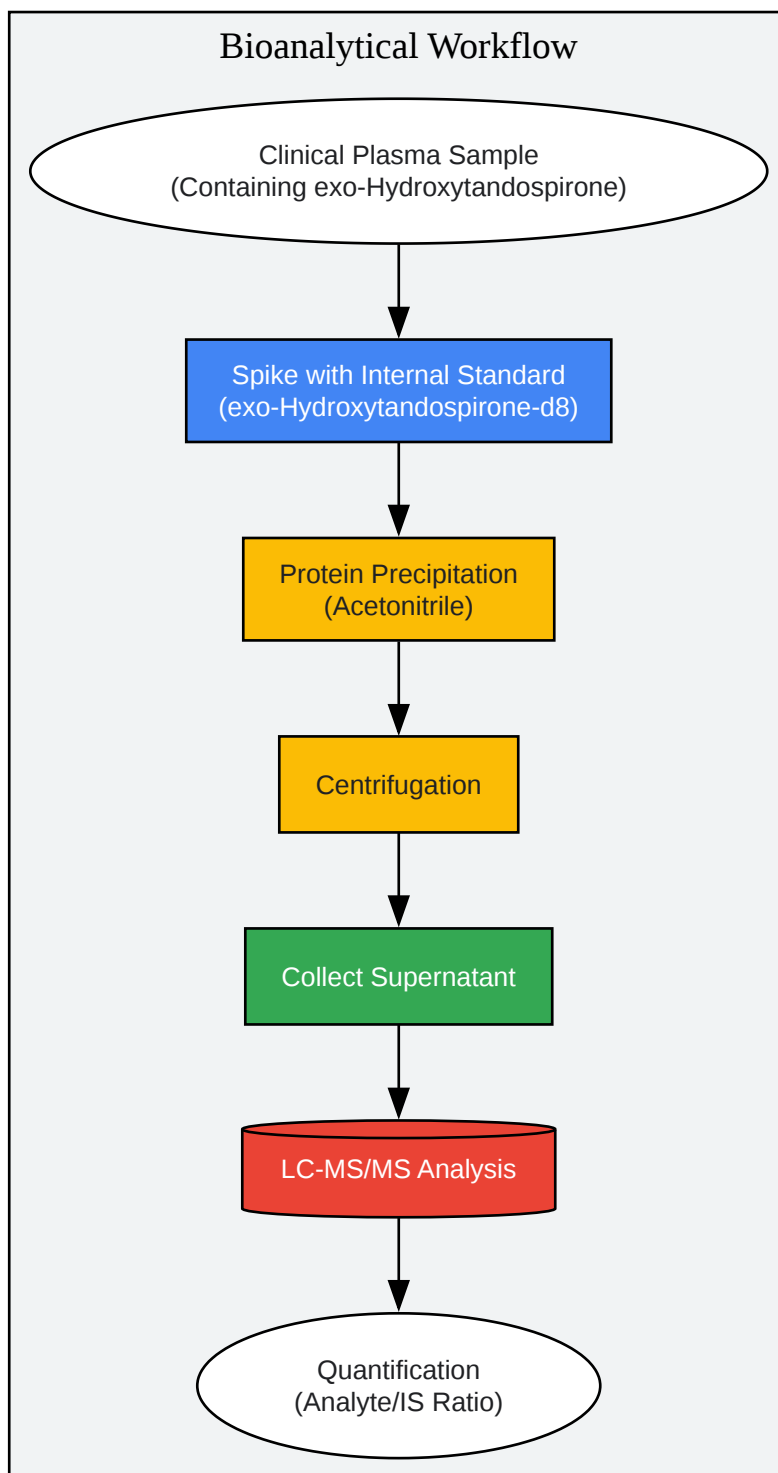 Bioanalytical Workflow
Clinical Plasma Sample
(Containing exo-Hydroxytandospirone)
Spike with Internal Standard
(exo-Hydroxytandospirone-d8)
Protein Precipitation
(Acetonitrile)
Centrifugation
Collect Supernatant
LC-MS/MS Analysis
Quantification
(Analyte/IS Ratio)